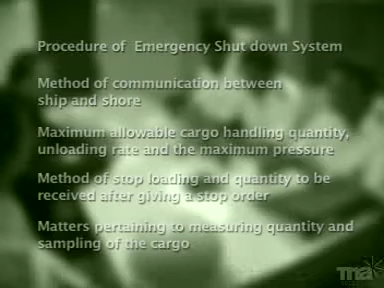 Procedure of Emergency Shut down System
Method of communication between
ship and shore
Maximum allowable cargo handling quantity,
unloading rate and the maximum pressure
Method of stop loading and quantity to be
received after giving a stop order
Matters pertaining to measuring quantity and
sampling of the cargo